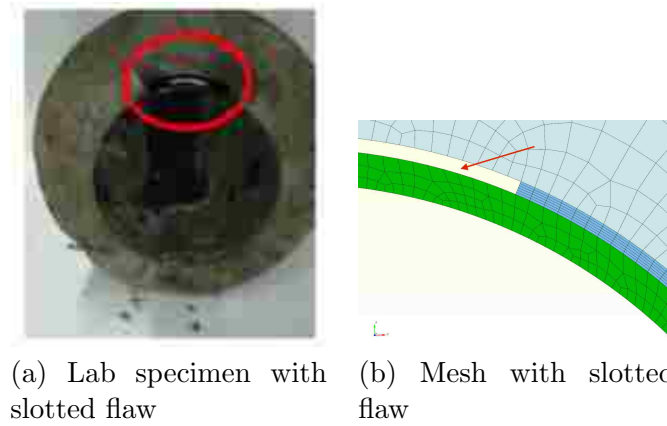 (a) Lab specimen with
slotted flaw
(b) Mesh with slotted
flaw